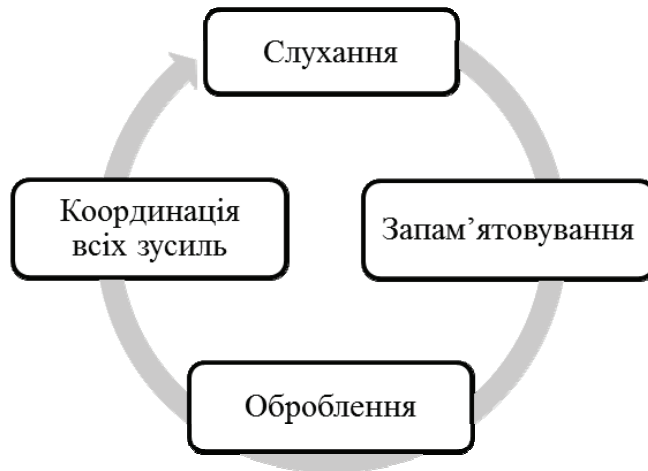 Слухання
Координація
всіх зусиль
Запам’ятовування
Оброблення